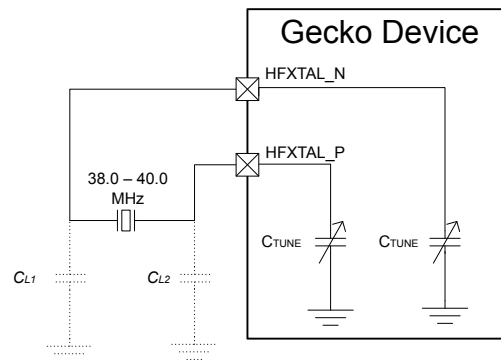 Gecko Device
HFXTAL_N
HFXTAL_P
38.0 – 40.0
MHz
CTUNE
CTUNE
CL1
CL2